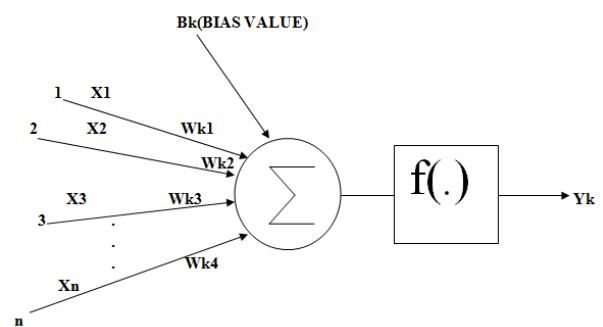 Bk(BIAS VALUE)
1 X1 Wk1
2 X2 Wk2
3 X3 Wk3
.
.
.
n Xn Wk4
∑
f(.)
Yk